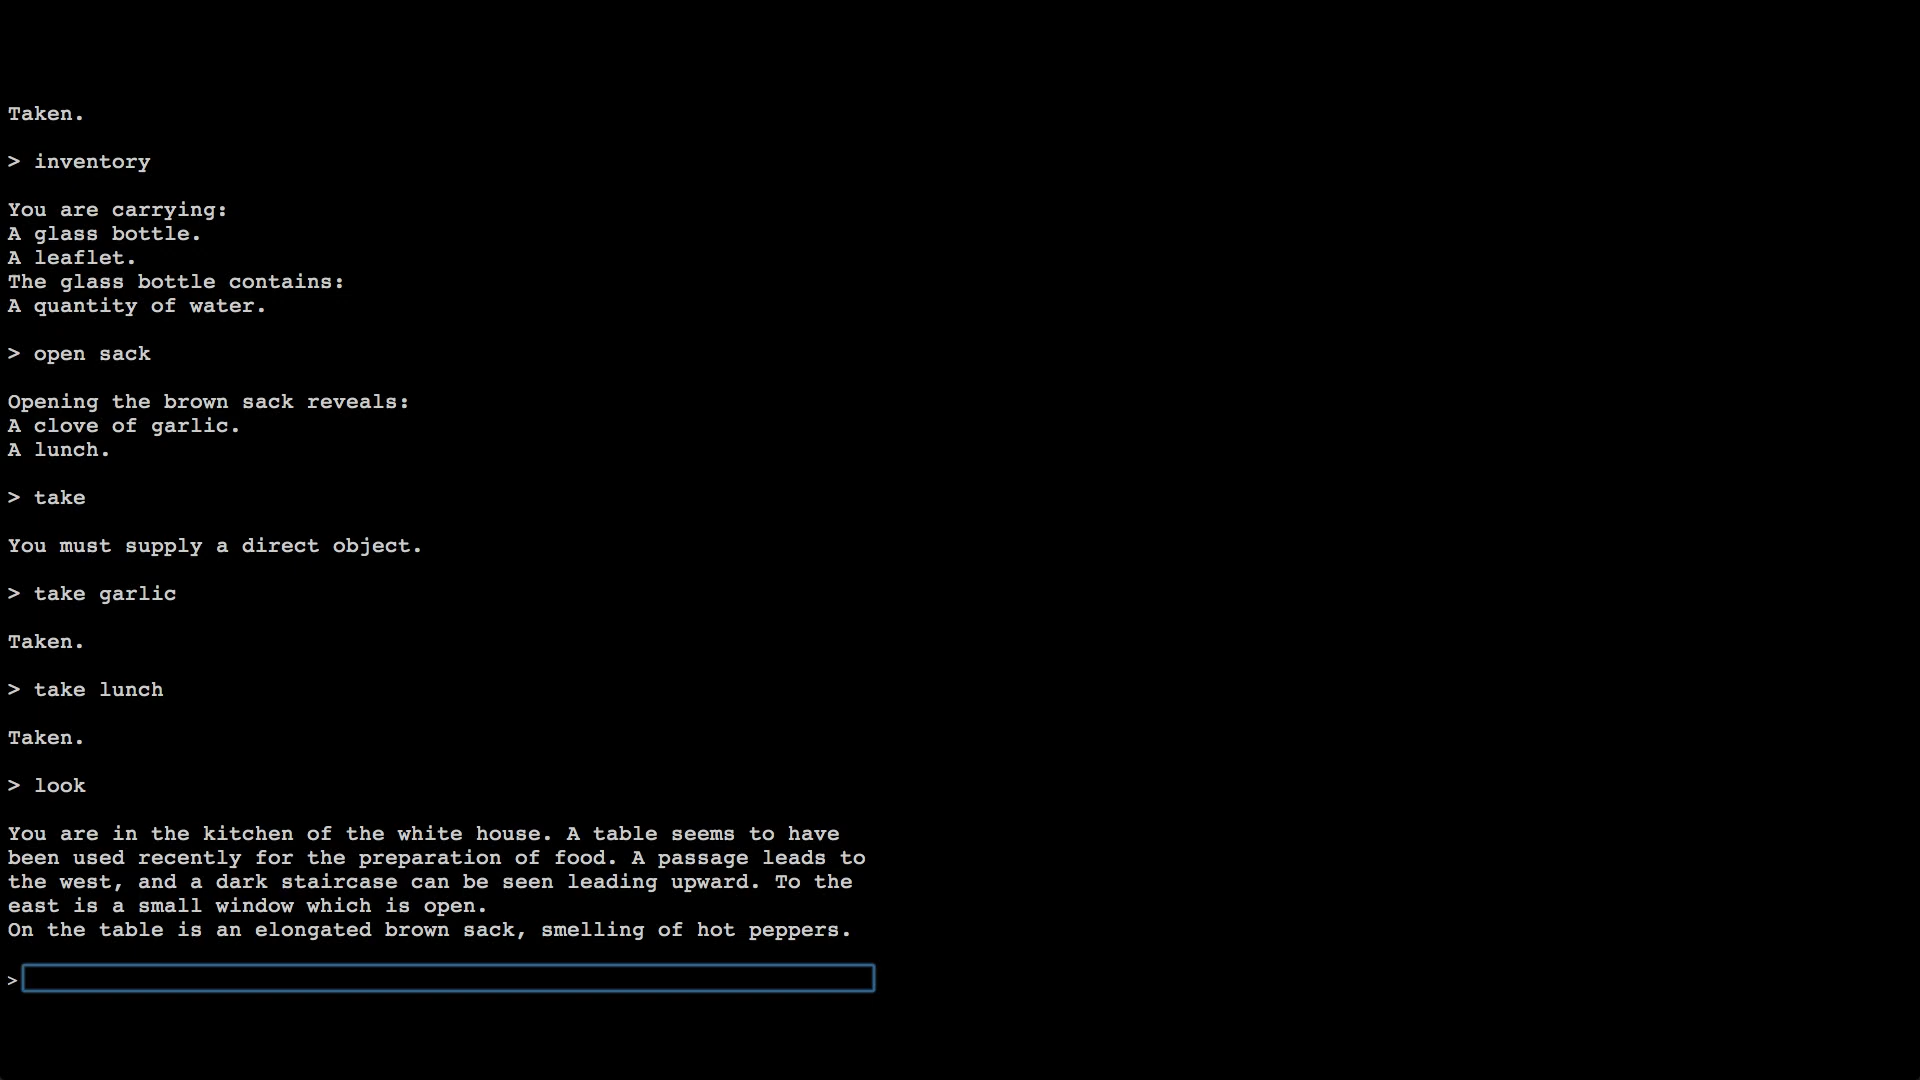 Taken.
> inventory
You are carrying:
A glass bottle.
A leaflet.
The glass bottle contains:
A quantity of water.
> open sack
Opening the brown sack reveals:
A clove of garlic.
A lunch.
> take
You must supply a direct object.
> take garlic
Taken.
> take lunch
Taken.
> look
You are in the kitchen of the white house. A table seems to have
been used recently for the preparation of food. A passage leads to
the west, and a dark staircase can be seen leading upward. To the
east is a small window which is open.
On the table is an elongated brown sack, smelling of hot peppers.
>